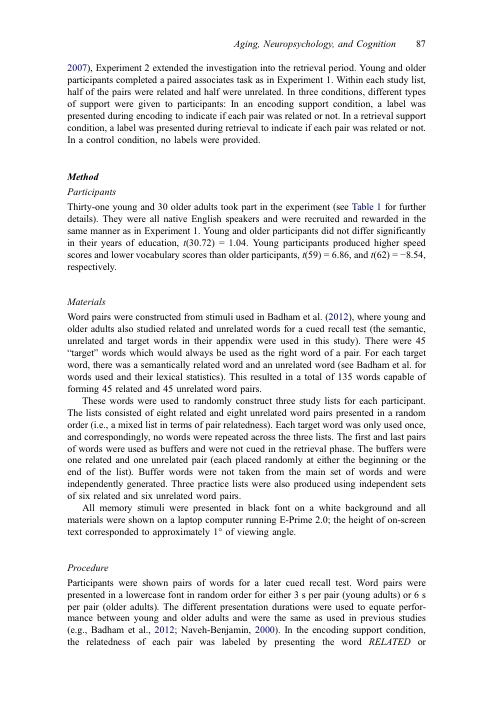 Aging, Neuropsychology, and Cognition 87
2007), Experiment 2 extended the investigation into the retrieval period. Young and older
participants completed a paired associates task as in Experiment 1. Within each study list,
half of the pairs were related and half were unrelated. In three conditions, different types
of support were given to participants: In an encoding support condition, a label was
presented during encoding to indicate if each pair was related or not. In a retrieval support
condition, a label was presented during retrieval to indicate if each pair was related or not.
In a control condition, no labels were provided.
Method
Participants
Thirty-one young and 30 older adults took part in the experiment (see Table 1 for further
details). They were all native English speakers and were recruited and rewarded in the
same manner as in Experiment 1. Young and older participants did not differ significantly
in their years of education, t(30.72) = 1.04. Young participants produced higher speed
scores and lower vocabulary scores than older participants, t(59) = 6.86, and t(62) = −8.54,
respectively.
Materials
Word pairs were constructed from stimuli used in Badham et al. (2012), where young and
older adults also studied related and unrelated words for a cued recall test (the semantic,
unrelated and target words in their appendix were used in this study). There were 45
“target” words which would always be used as the right word of a pair. For each target
word, there was a semantically related word and an unrelated word (see Badham et al. for
words used and their lexical statistics). This resulted in a total of 135 words capable of
forming 45 related and 45 unrelated word pairs.
These words were used to randomly construct three study lists for each participant.
The lists consisted of eight related and eight unrelated word pairs presented in a random
order (i.e., a mixed list in terms of pair relatedness). Each target word was only used once,
and correspondingly, no words were repeated across the three lists. The first and last pairs
of words were used as buffers and were not cued in the retrieval phase. The buffers were
one related and one unrelated pair (each placed randomly at either the beginning or the
end of the list). Buffer words were not taken from the main set of words and were
independently generated. Three practice lists were also produced using independent sets
of six related and six unrelated word pairs.
All memory stimuli were presented in black font on a white background and all
materials were shown on a laptop computer running E-Prime 2.0; the height of on-screen
text corresponded to approximately 1° of viewing angle.
Procedure
Participants were shown pairs of words for a later cued recall test. Word pairs were
presented in a lowercase font in random order for either 3 s per pair (young adults) or 6 s
per pair (older adults). The different presentation durations were used to equate perfor-
mance between young and older adults and were the same as used in previous studies
(e.g., Badham et al., 2012; Naveh-Benjamin, 2000). In the encoding support condition,
the relatedness of each pair was labeled by presenting the word RELATED or